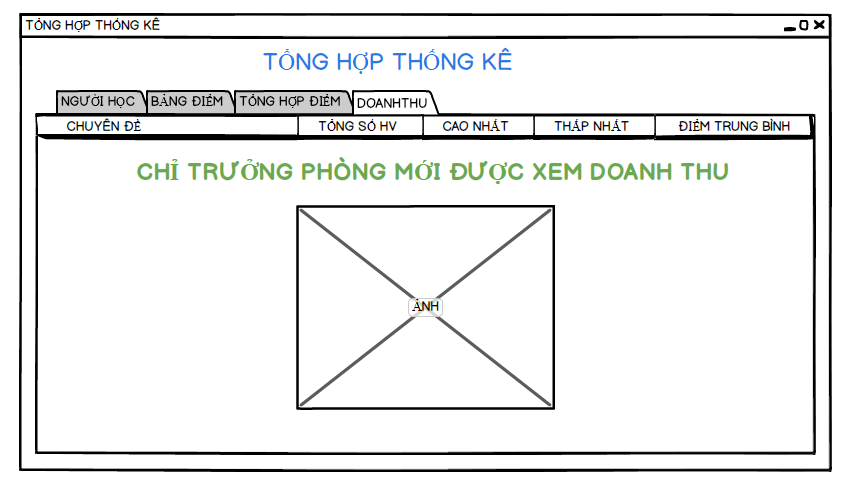 TỔNG HỢP THỐNG KÊ
TỔNG HỢP THỐNG KÊ
NGƯỜI HỌC BẢNG ĐIỂM TỔNG HỢP ĐIỂM DOANHTHU
CHUYÊN ĐỀ TỔNG SỐ HV CAO NHẤT THẤP NHẤT ĐIỂM TRUNG BÌNH
CHỈ TRƯỞNG PHÒNG MỚI ĐƯỢC XEM DOANH THU
ẢNH